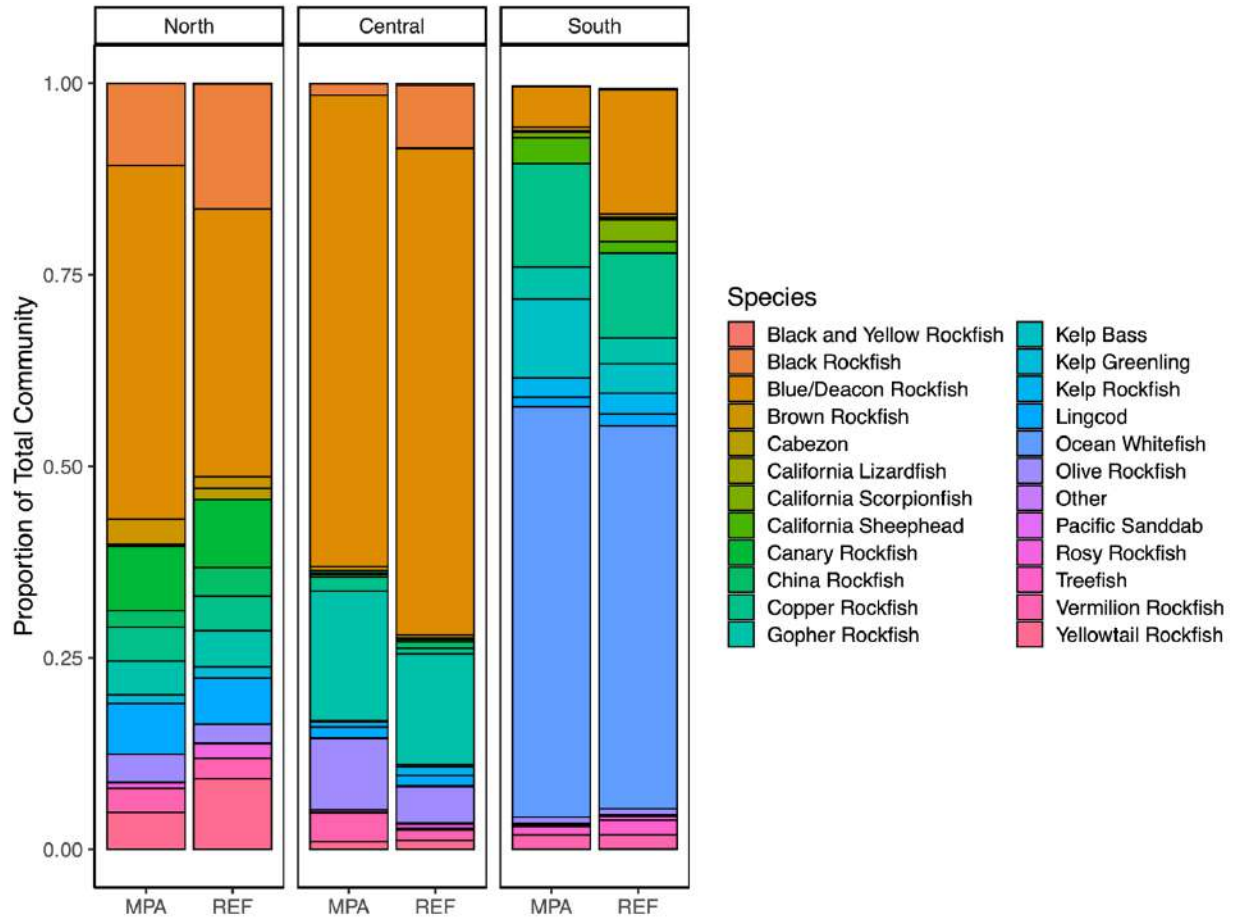 North Central South
Proportion of Total Community
1.00
0.75
0.50
0.25
0.00
MPA REF MPA REF MPA REF
Species
Black and Yellow Rockfish
Black Rockfish
Blue/Deacon Rockfish
Brown Rockfish
Cabezon
California Lizardfish
California Scorpionfish
California Sheephead
Canary Rockfish
China Rockfish
Copper Rockfish
Gopher Rockfish
Kelp Bass
Kelp Greenling
Kelp Rockfish
Lingcod
Ocean Whitefish
Olive Rockfish
Other
Pacific Sanddab
Rosy Rockfish
Treefish
Vermilion Rockfish
Yellowtail Rockfish